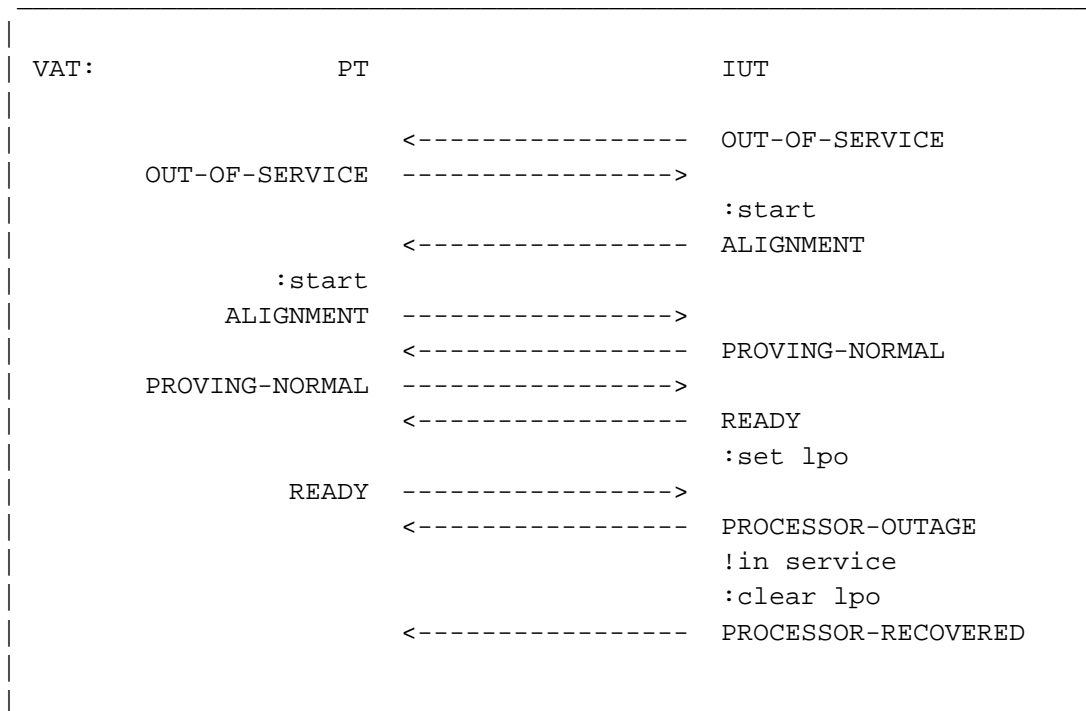 VAT: PT IUT
<----------------- OUT-OF-SERVICE
OUT-OF-SERVICE ----------------->
:start
<----------------- ALIGNMENT
:start
ALIGNMENT ----------------->
<----------------- PROVING-NORMAL
PROVING-NORMAL ----------------->
<----------------- READY
:set lpo
READY ----------------->
<----------------- PROCESSOR-OUTAGE
!in service
:clear lpo
<----------------- PROCESSOR-RECOVERED